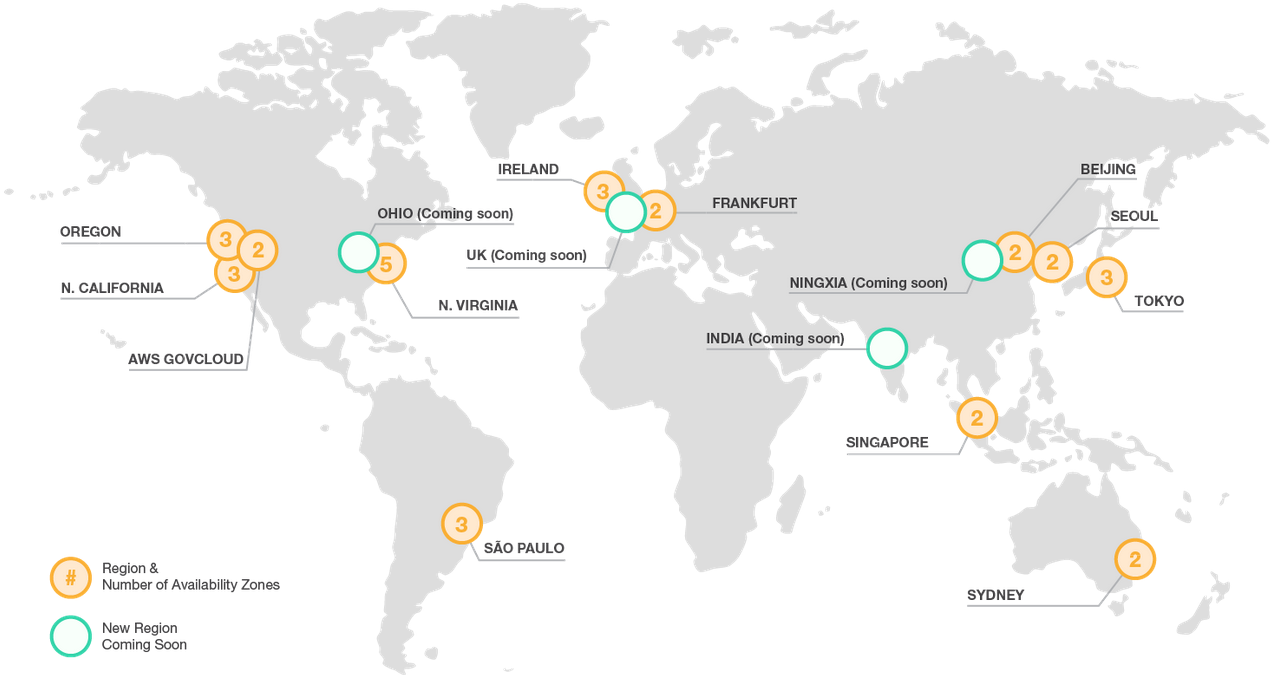 IRELAND
3
BEIJING
OREGON
3
2
3
N. CALIFORNIA
AWS GOVCLOUD
OHIO (Coming soon)
5
N. VIRGINIA
2
FRANKFURT
UK (Coming soon)
SEOUL
2
2
NINGXIA (Coming soon)
3
TOKYO
INDIA (Coming soon)
2
SINGAPORE
3
SÃO PAULO
2
SYDNEY
#
Region &
Number of Availability Zones
New Region
Coming Soon